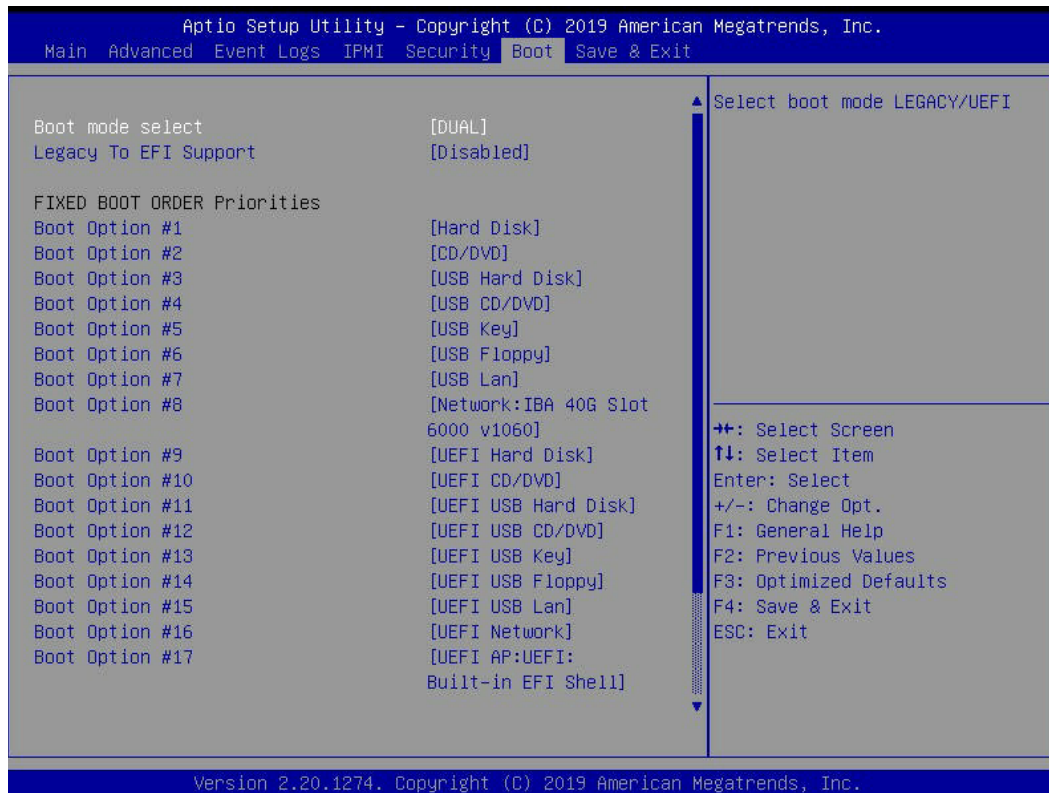 Aptio Setup Utility – Copyright (C) 2019 American Megatrends, Inc.
Main Advanced Event Logs IPMI Security Boot Save & Exit
Boot mode select [DUAL]
Legacy To EFI Support [Disabled]
FIXED BOOT ORDER Priorities
Boot Option #1 [Hard Disk]
Boot Option #2 [CD/DVD]
Boot Option #3 [USB Hard Disk]
Boot Option #4 [USB CD/DVD]
Boot Option #5 [USB Key]
Boot Option #6 [USB Floppy]
Boot Option #7 [USB Lan]
Boot Option #8 [Network:IBA 40G Slot
6000 v1060]
Boot Option #9 [UEFI Hard Disk]
Boot Option #10 [UEFI CD/DVD]
Boot Option #11 [UEFI USB Hard Disk]
Boot Option #12 [UEFI USB CD/DVD]
Boot Option #13 [UEFI USB Key]
Boot Option #14 [UEFI USB Floppy]
Boot Option #15 [UEFI USB Lan]
Boot Option #16 [UEFI Network]
Boot Option #17 [UEFI AP:UEFI:
Built-in EFI Shell]
Select boot mode LEGACY/UEFI
→←: Select Screen
↑↓: Select Item
Enter: Select
+/-: Change Opt.
F1: General Help
F2: Previous Values
F3: Optimized Defaults
F4: Save & Exit
ESC: Exit
Version 2.20.1274. Copyright (C) 2019 American Megatrends, Inc.